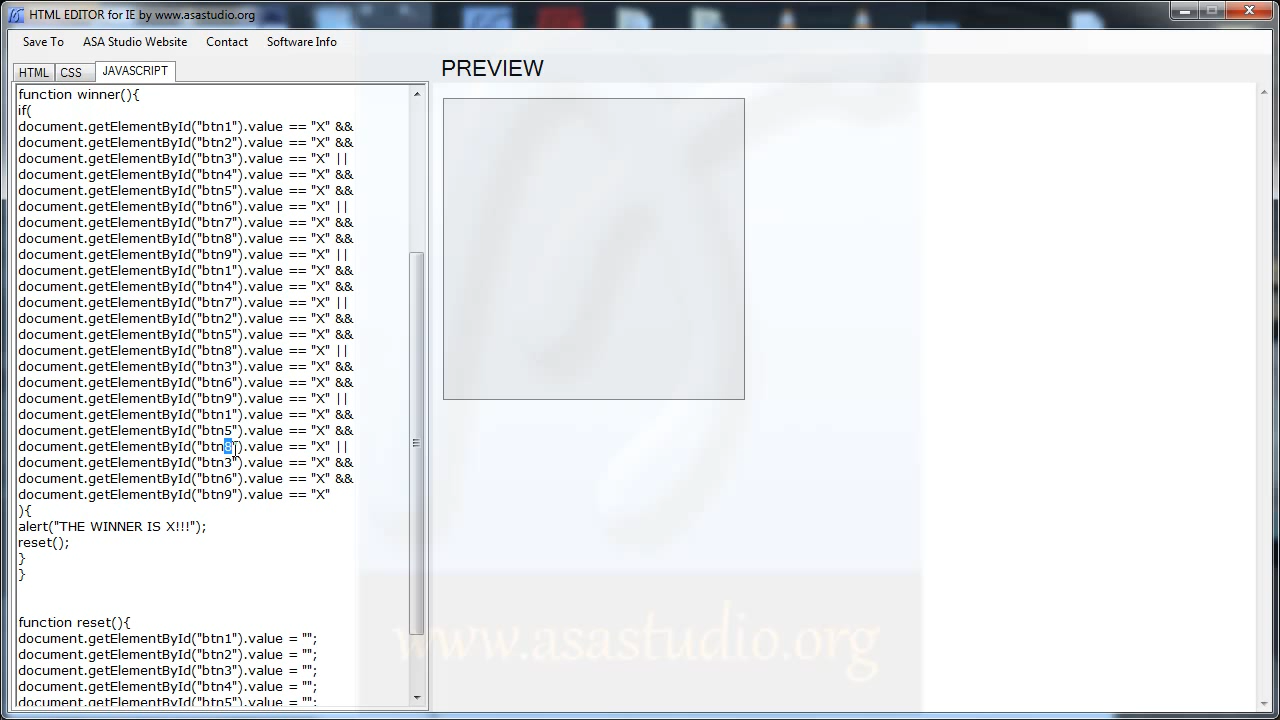 HTML EDITOR for IE by www.asastudio.org
Save To ASA Studio Website Contact Software Info
HTML CSS JAVASCRIPT PREVIEW
function winner(){
if(
document.getElementById("btn1").value == "X" &&
document.getElementById("btn2").value == "X" &&
document.getElementById("btn3").value == "X" ||
document.getElementById("btn4").value == "X" &&
document.getElementById("btn5").value == "X" &&
document.getElementById("btn6").value == "X" ||
document.getElementById("btn7").value == "X" &&
document.getElementById("btn8").value == "X" &&
document.getElementById("btn9").value == "X" ||
document.getElementById("btn1").value == "X" &&
document.getElementById("btn4").value == "X" &&
document.getElementById("btn7").value == "X" ||
document.getElementById("btn2").value == "X" &&
document.getElementById("btn5").value == "X" &&
document.getElementById("btn8").value == "X" ||
document.getElementById("btn3").value == "X" &&
document.getElementById("btn6").value == "X" &&
document.getElementById("btn9").value == "X" ||
document.getElementById("btn1").value == "X" &&
document.getElementById("btn5").value == "X" &&
document.getElementById("btn8").value == "X" ||
document.getElementById("btn3").value == "X" &&
document.getElementById("btn6").value == "X" &&
document.getElementById("btn9").value == "X"
){
alert("THE WINNER IS X!!!");
reset();
}
}
function reset(){
document.getElementById("btn1").value = "";
document.getElementById("btn2").value = "";
document.getElementById("btn3").value = "";
document.getElementById("btn4").value = "";
document.getElementById("btn5").value = "";
www.asastudio.org